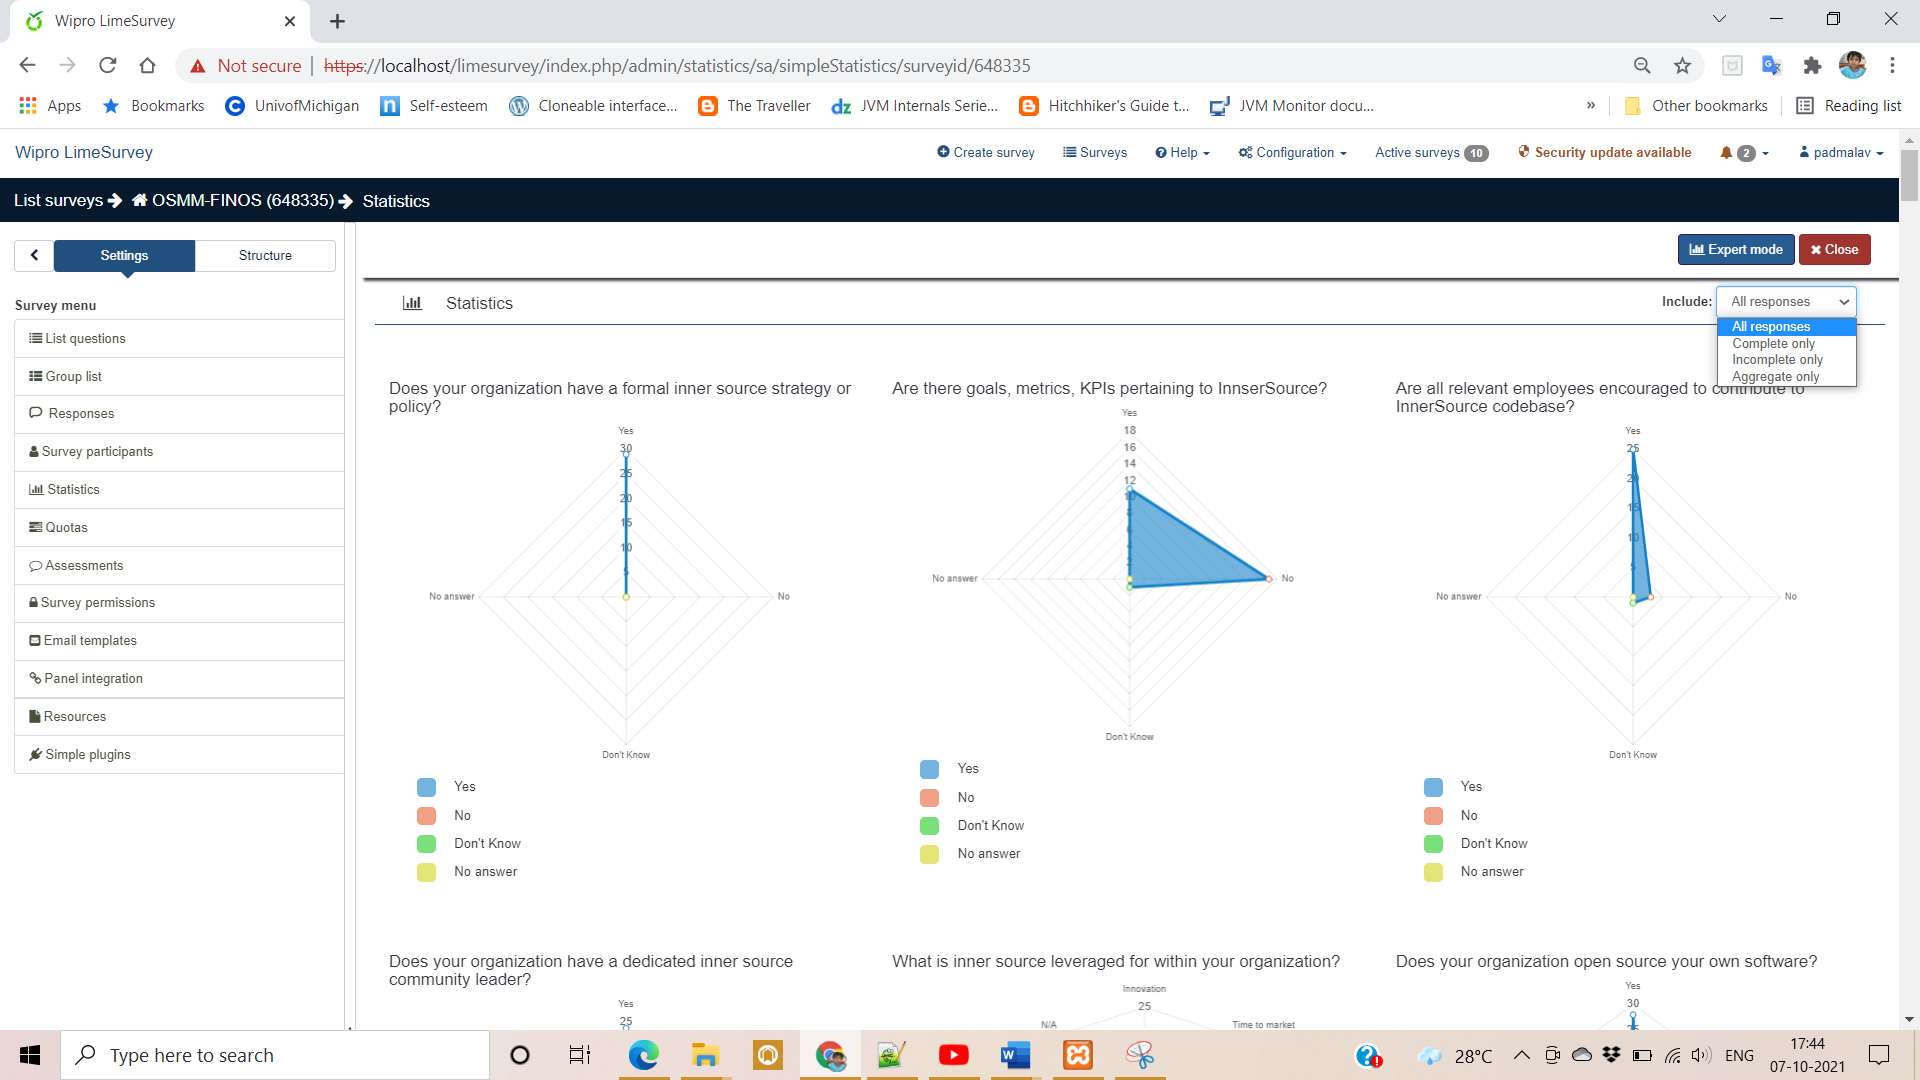 Wipro LimeSurvey
Not secure | https://localhost/limesurvey/index.php/admin/statistics/sa/simpleStatistics/surveyid/648335
Apps Bookmarks UnivofMichigan Self-esteem Cloneable interface... The Traveller JVM Internals Serie... Hitchhiker's Guide t... JVM Monitor docu... » Other bookmarks Reading list
Wipro LimeSurvey Create survey Surveys Help Configuration Active surveys 10 Security update available 2 padmalav
List surveys OSMM-FINOS (648335) Statistics
Settings Structure
Expert mode Close
Survey menu
List questions
Group list
Responses
Survey participants
Statistics
Quotas
Assessments
Survey permissions
Email templates
Panel integration
Resources
Simple plugins
Statistics
Include: All responses
All responses
Complete only
Incomplete only
Aggregate only
Does your organization have a formal inner source strategy or
policy?
Yes
30
25
20
15
10
5
No answer No
Don't Know
Yes
No
Don't Know
No answer
Are there goals, metrics, KPIs pertaining to InnserSource?
Yes
18
16
14
12
10
8
6
4
2
No answer No
Don't Know
Yes
No
Don't Know
No answer
Are all relevant employees encouraged to contribute to
InnerSource codebase?
Yes
25
20
15
10
5
No answer No
Don't Know
Yes
No
Don't Know
No answer
Does your organization have a dedicated inner source
community leader?
Yes
25
What is inner source leveraged for within your organization?
Innovation
25
N/A Time to market
Does your organization open source your own software?
Yes
30
25
Type here to search
28°C ENG
17:44
07-10-2021